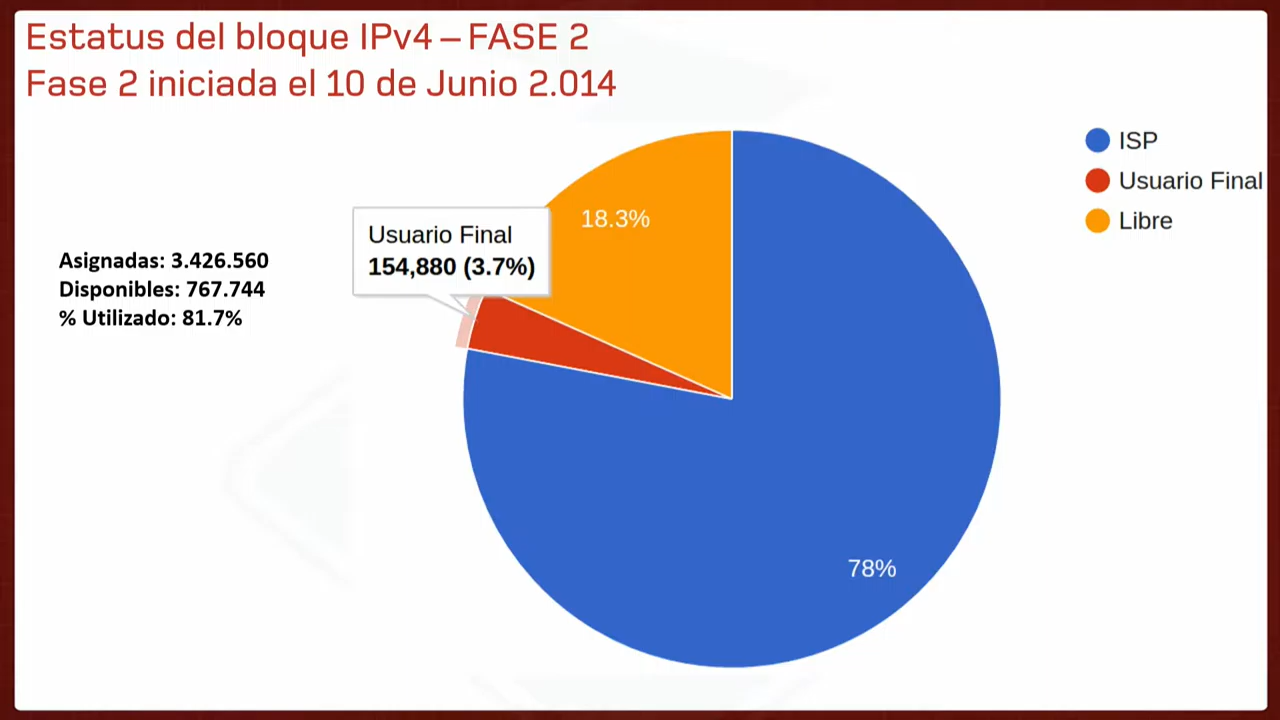 Estatus del bloque IPv4 – FASE 2
Fase 2 iniciada el 10 de Junio 2.014
ISP
Usuario Final
Libre
18.3%
Usuario Final
154,880 (3.7%)
Asignadas: 3.426.560
Disponibles: 767.744
% Utilizado: 81.7%
78%